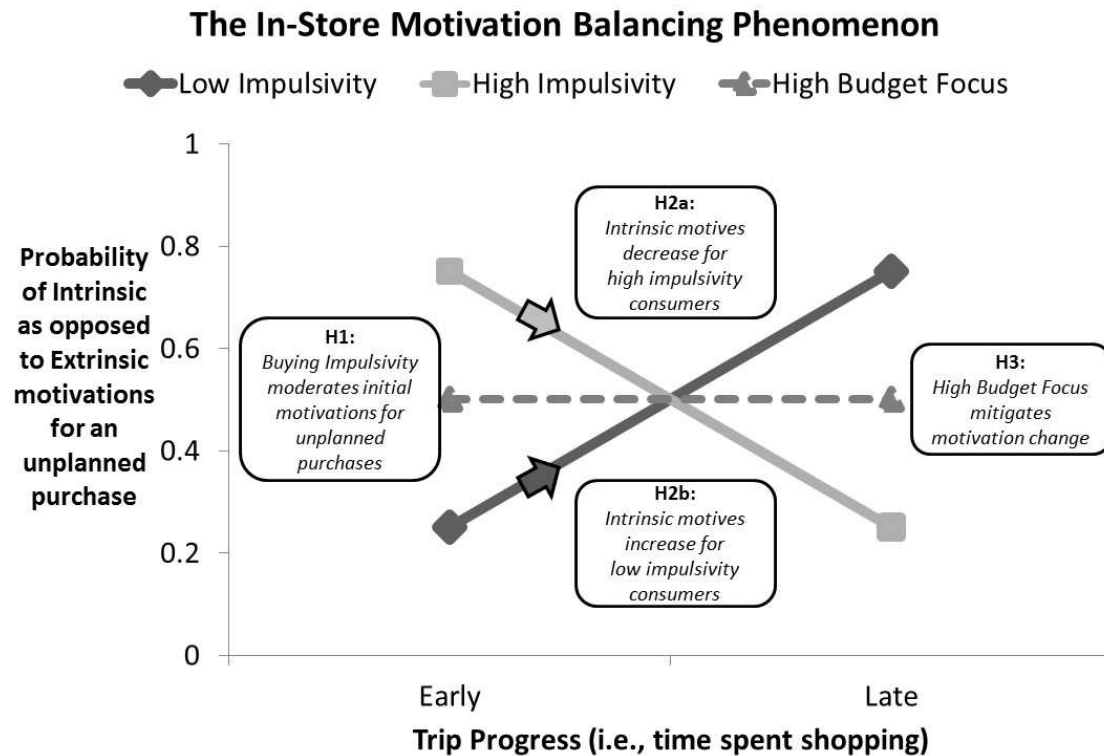 The In-Store Motivation Balancing Phenomenon
Low Impulsivity High Impulsivity High Budget Focus
Probability
of Intrinsic
as opposed
to Extrinsic
motivations
for an
unplanned
purchase
1
0.8
0.6
0.4
0.2
0
H1:
Buying Impulsivity
moderates initial
motivations for
unplanned
purchases
H2a:
Intrinsic motives
decrease for
high impulsivity
consumers
H2b:
Intrinsic motives
increase for
low impulsivity
consumers
H3:
High Budget Focus
mitigates
motivation change
Early Late
Trip Progress (i.e., time spent shopping)